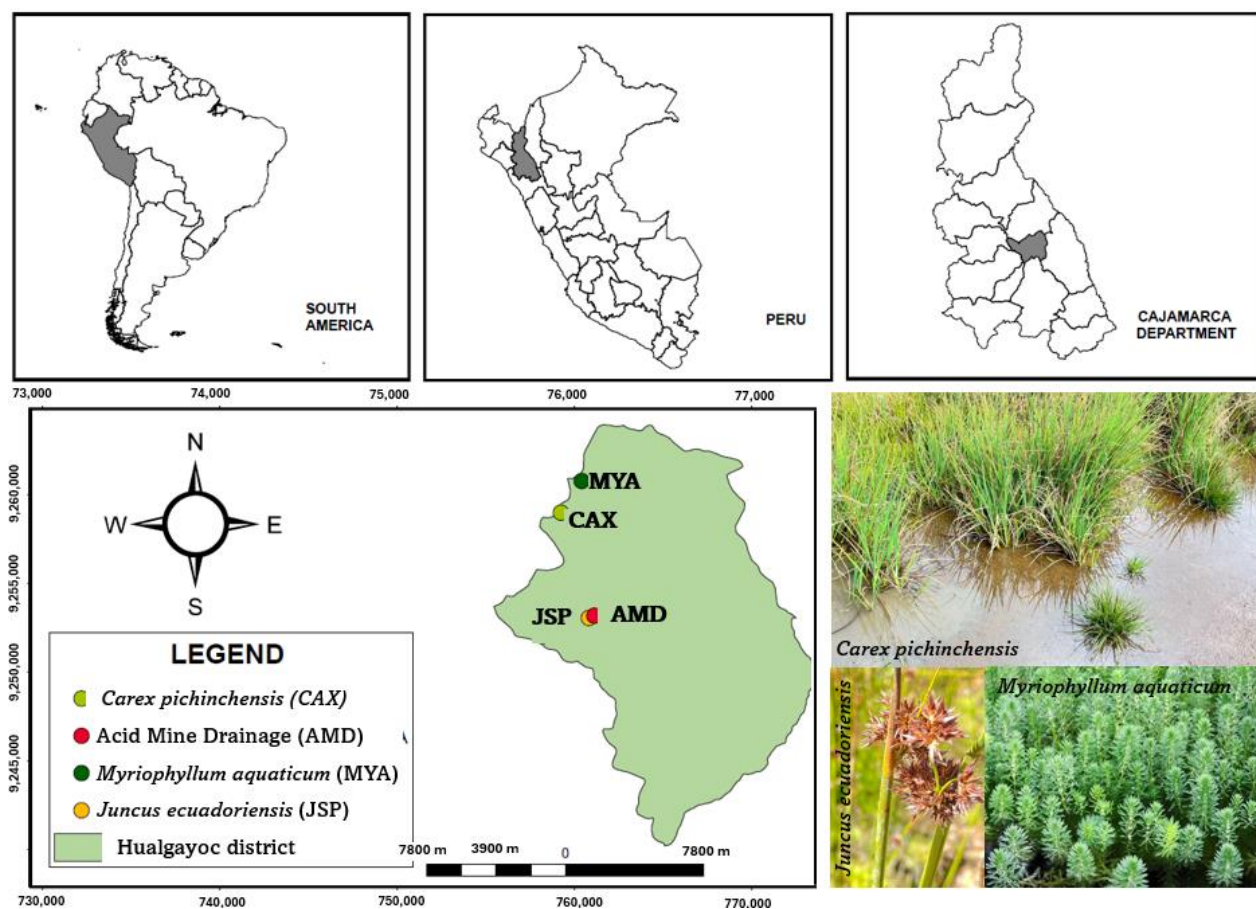 SOUTH
AMERICA
PERU
CAJAMARCA
DEPARTMENT
73,000
74,000
75,000
76,000
77,000
9,260,000
9,255,000
9,250,000
9,245,000
N
W
E
S
MYA
CAX
JSP
AMD
LEGEND
Carex pichinchensis (CAX)
Acid Mine Drainage (AMD)
Myriophyllum aquaticum (MYA)
Juncus ecuadoriensis (JSP)
Hualgayoc district
7800 m
3900 m
0
7800 m
730,000
740,000
750,000
760,000
770,000
Carex pichinchensis
Juncus ecuadoriensis
Myriophyllum aquaticum